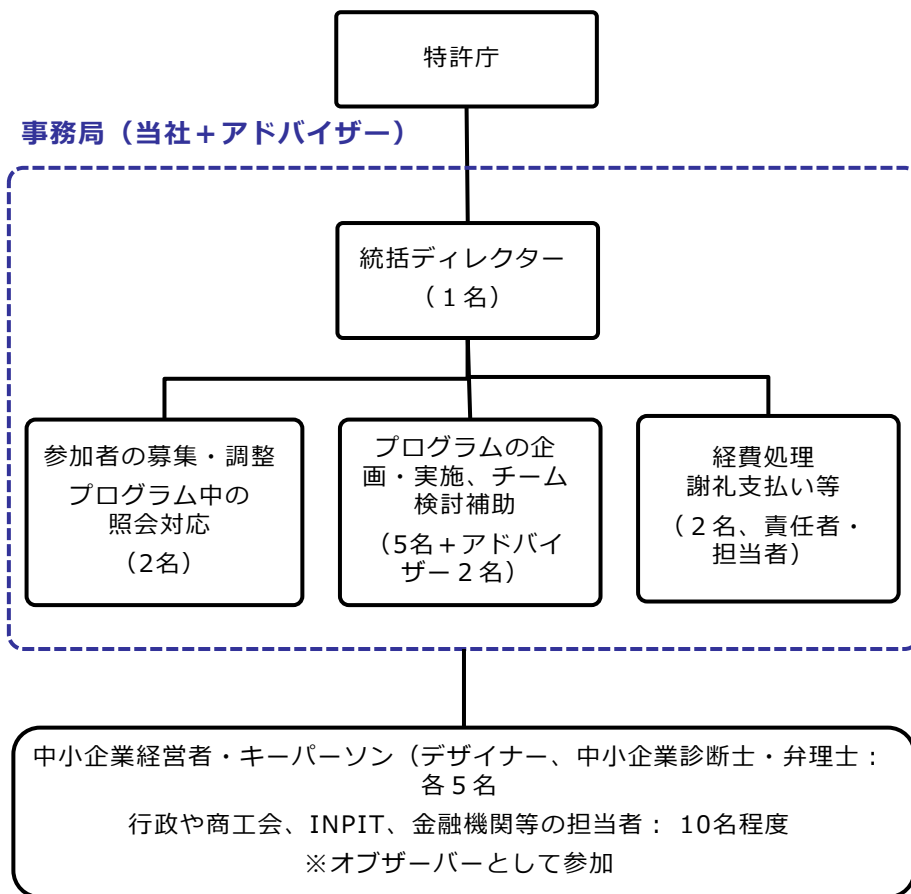 特許庁
事務局（当社＋アドバイザー）
統括ディレクター
（１名）
参加者の募集・調整
プログラム中の
照会対応
（2名）
プログラムの企
画・実施、チーム
検討補助
（5名＋アドバイ
ザー２名）
経費処理
謝礼支払い等
（２名、責任者・
担当者）
中小企業経営者・キーパーソン（デザイナー、中小企業診断士・弁理士：
各５名
行政や商工会、INPIT、金融機関等の担当者： 10名程度
※オブザーバーとして参加